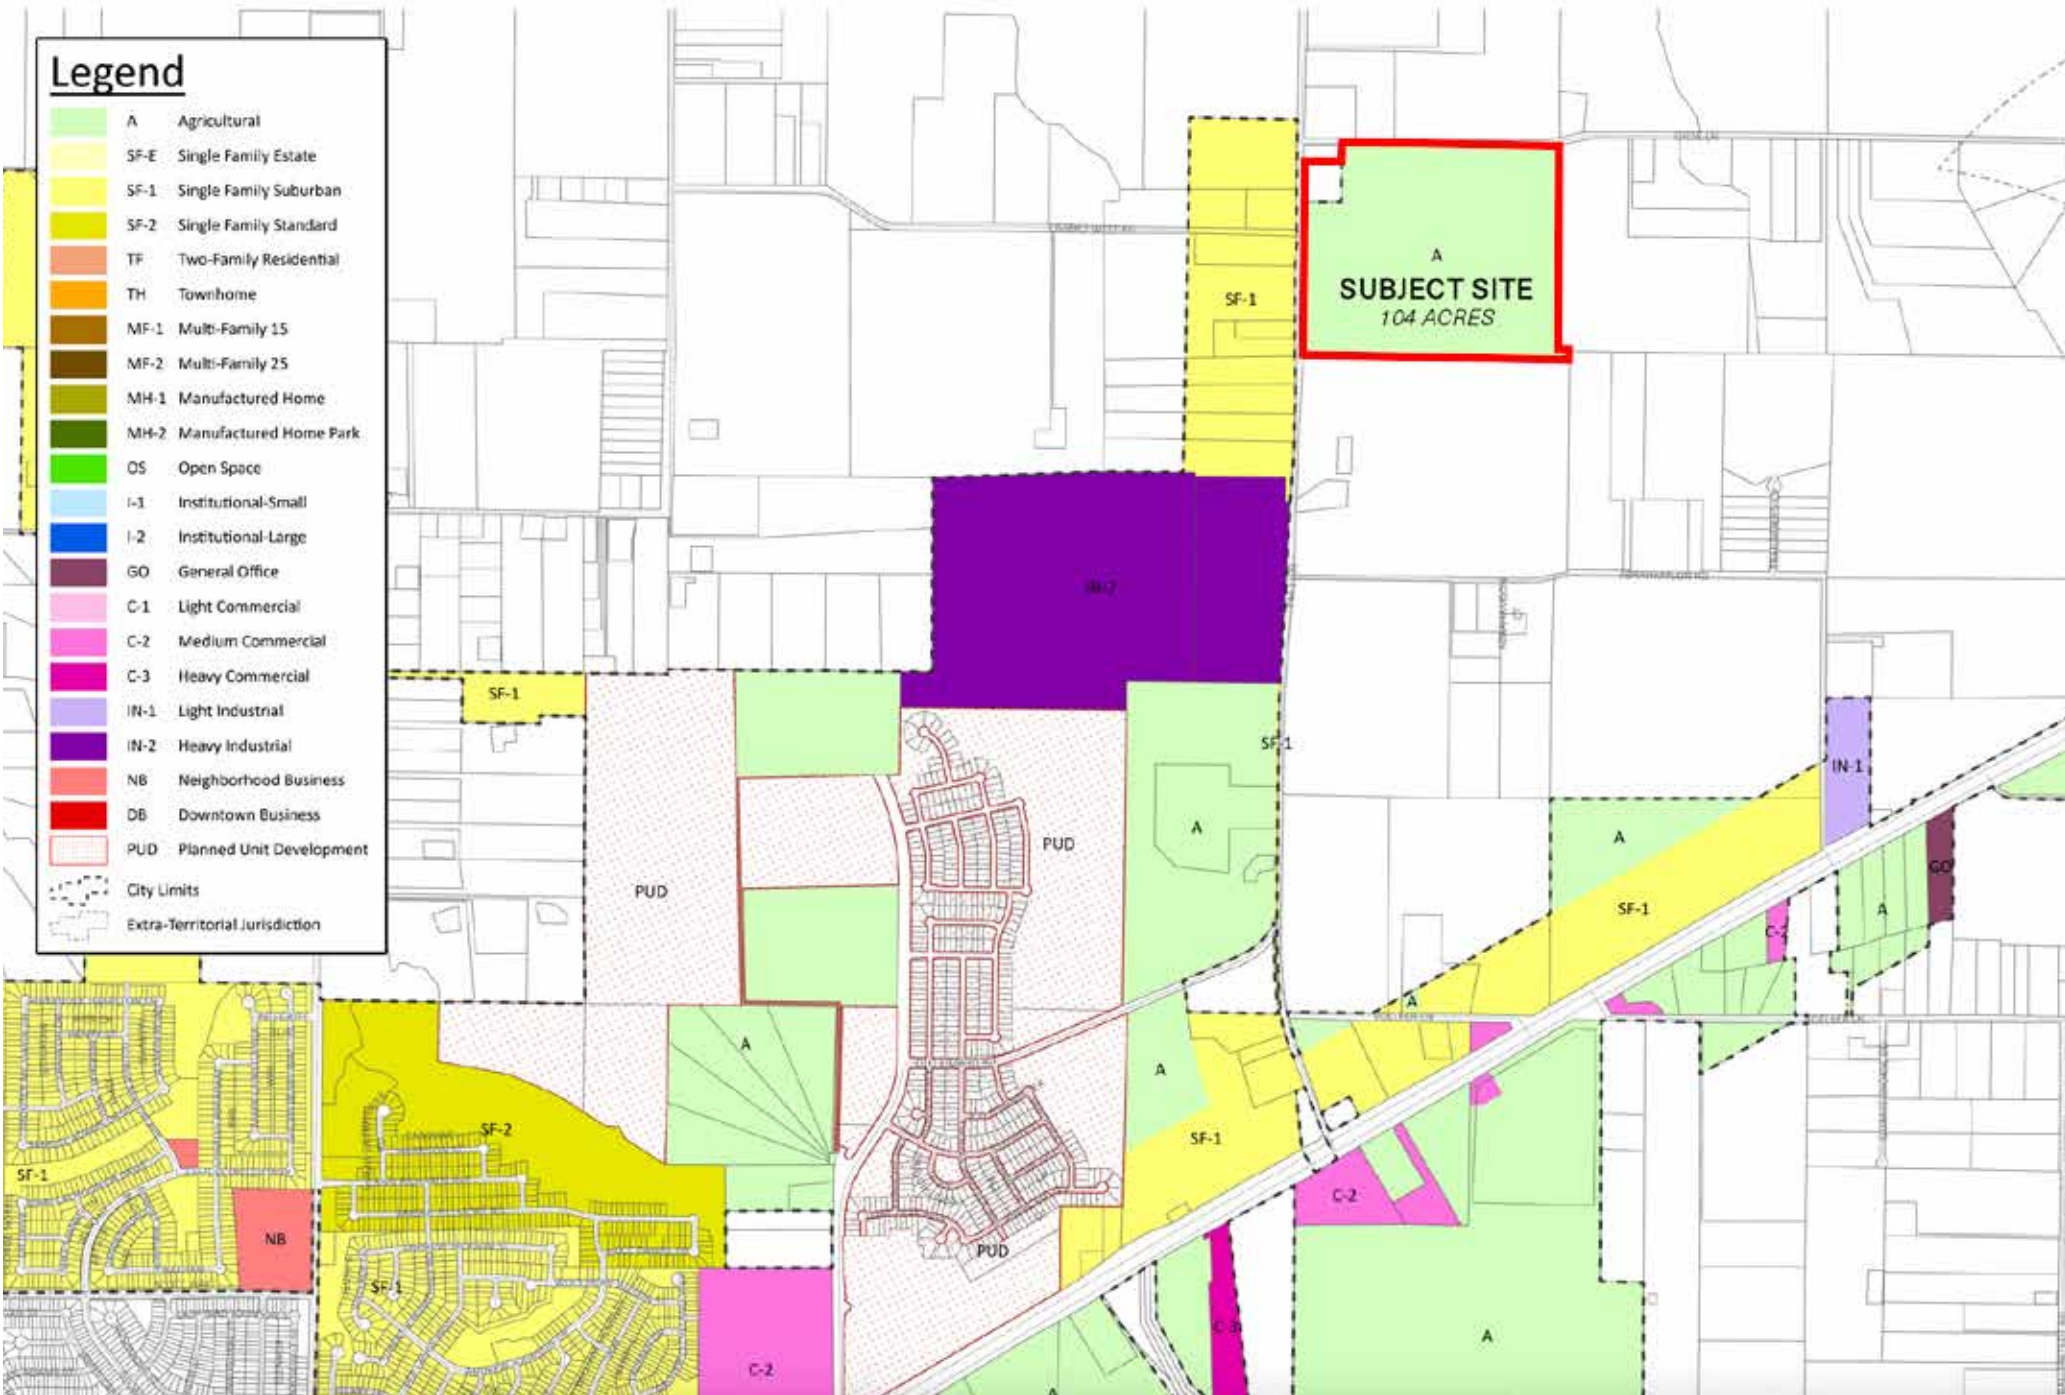 Legend
A Agricultural
SF-E Single Family Estate
SF-1 Single Family Suburban
SF-2 Single Family Standard
TF Two-Family Residential
TH Townhome
MF-1 Multi-Family 15
MF-2 Multi-Family 25
MH-1 Manufactured Home
MH-2 Manufactured Home Park
OS Open Space
I-1 Institutional-Small
I-2 Institutional-Large
GO General Office
C-1 Light Commercial
C-2 Medium Commercial
C-3 Heavy Commercial
IN-1 Light Industrial
IN-2 Heavy Industrial
NB Neighborhood Business
DB Downtown Business
PUD Planned Unit Development
City Limits
Extra-Territorial Jurisdiction
A
SUBJECT SITE
104 ACRES
SF-1
IN-2
SF-1
SF-1
IN-1
A
A
PUD
GO
PUD
SF-1
A
C-2
A
A
A
SF-2
SF-1
SF-1
C-2
NB
PUD
SF-1
C-3
A
C-2
A